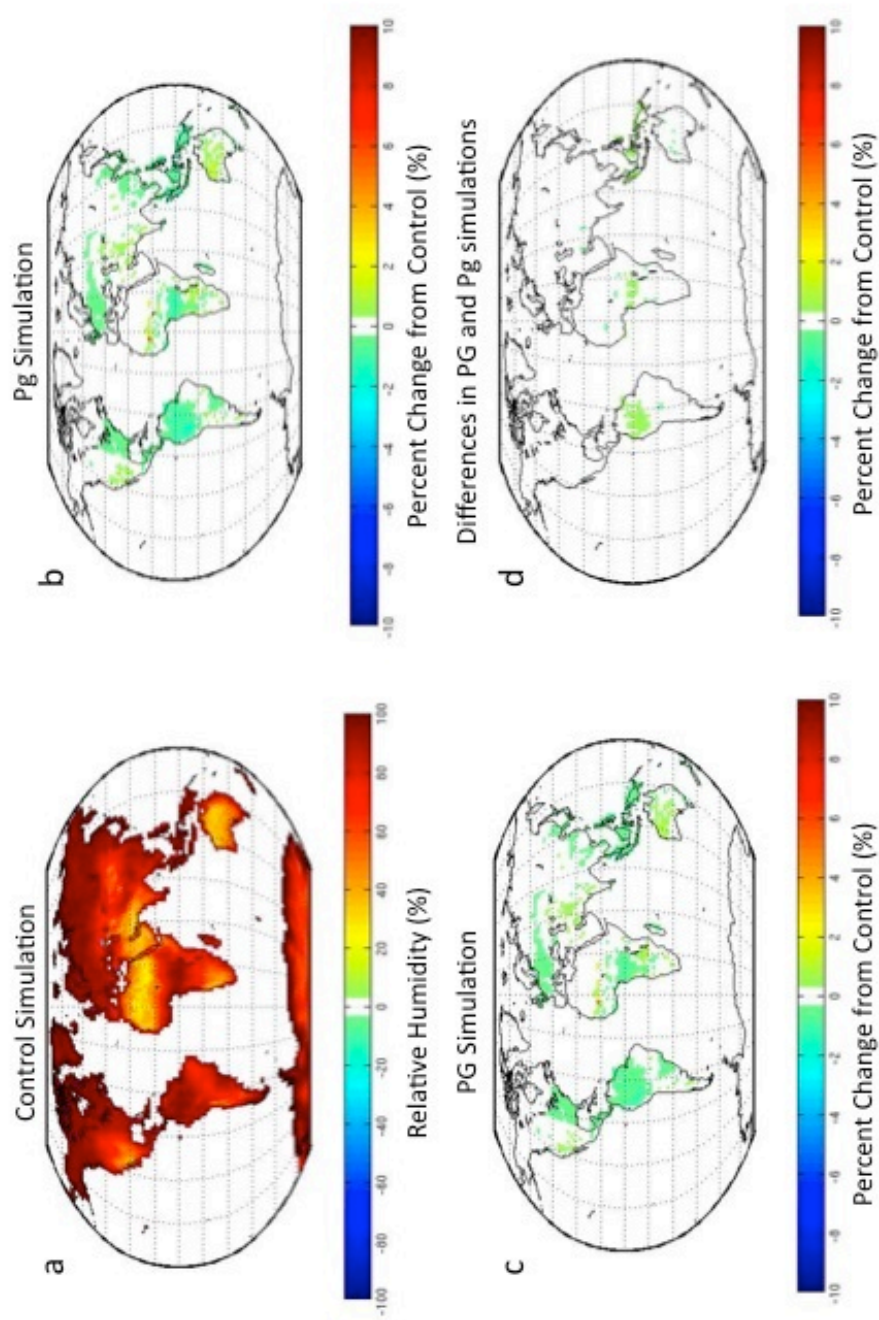 a
Control Simulation
-100 -80 -60 -40 -20 0 20 40 60 80 100
Relative Humidity (%)
b
Pg Simulation
-10 -8 -6 -4 -2 0 2 4 6 8 10
Percent Change from Control (%)
c
PG Simulation
-10 -8 -6 -4 -2 0 2 4 6 8 10
Percent Change from Control (%)
d
Differences in PG and Pg simulations
-10 -8 -6 -4 -2 0 2 4 6 8 10
Percent Change from Control (%)